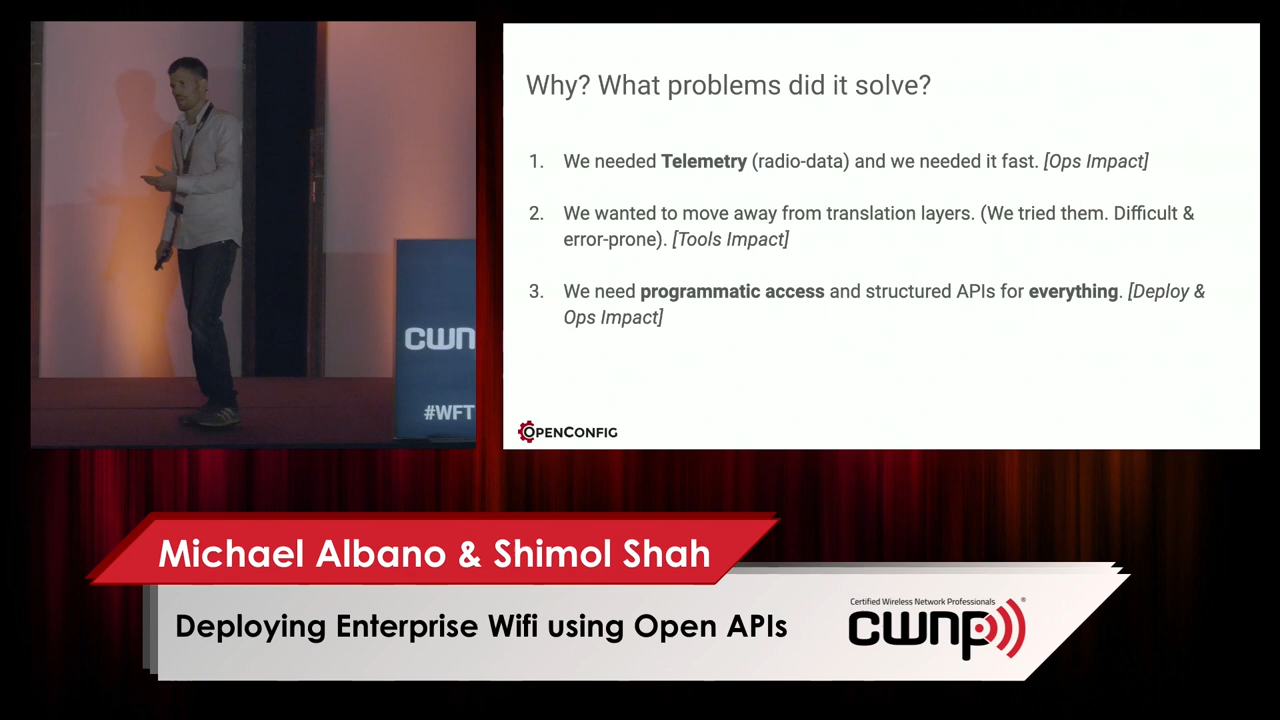 Why? What problems did it solve?
1. We needed Telemetry (radio-data) and we needed it fast. [Ops Impact]
2. We wanted to move away from translation layers. (We tried them. Difficult &
error-prone). [Tools Impact]
3. We need programmatic access and structured APIs for everything. [Deploy &
Ops Impact]
OPENCONFIG
CWNP
#WFT
Michael Albano & Shimol Shah
Deploying Enterprise Wifi using Open APIs
Certified Wireless Network Professionals
cwnp
®